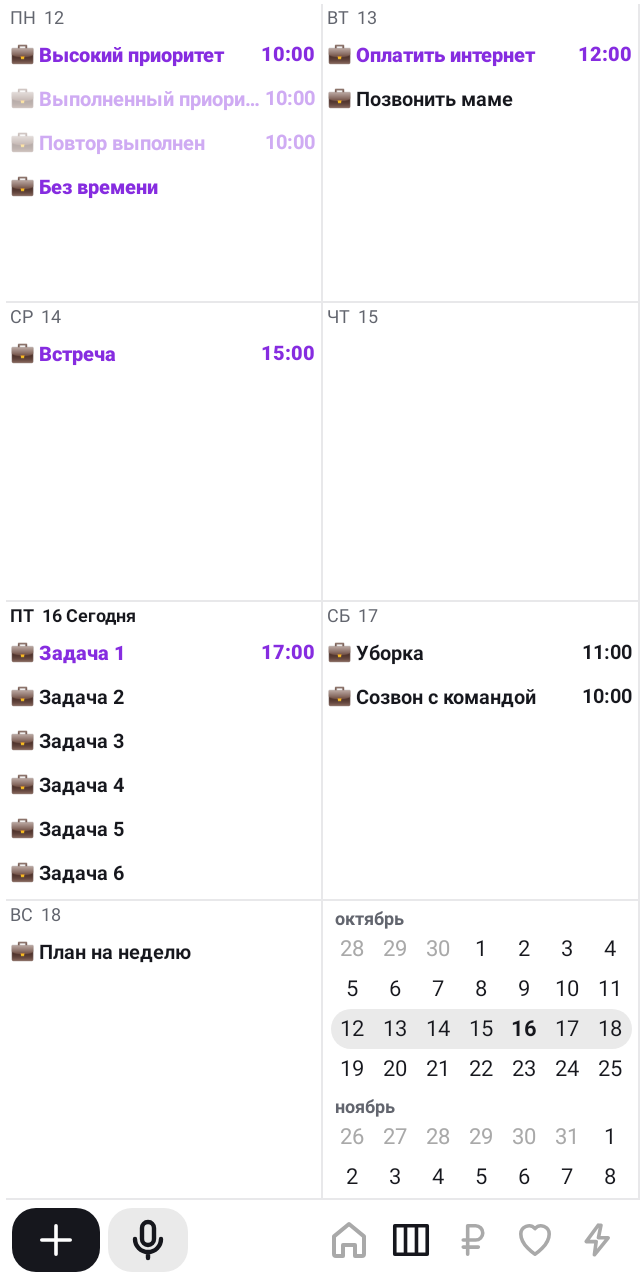 ПН 12
Высокий приоритет 10:00
Выполненный приори... 10:00
Повтор выполнен 10:00
Без времени
ВТ 13
Оплатить интернет 12:00
Позвонить маме
СР 14
Встреча 15:00
ЧТ 15
ПТ 16 Сегодня
Задача 1 17:00
Задача 2
Задача 3
Задача 4
Задача 5
Задача 6
СБ 17
Уборка 11:00
Созвон с командой 10:00
ВС 18
План на неделю
октябрь
28 29 30 1 2 3 4
5 6 7 8 9 10 11
12 13 14 15 16 17 18
19 20 21 22 23 24 25
ноябрь
26 27 28 29 30 31 1
2 3 4 5 6 7 8